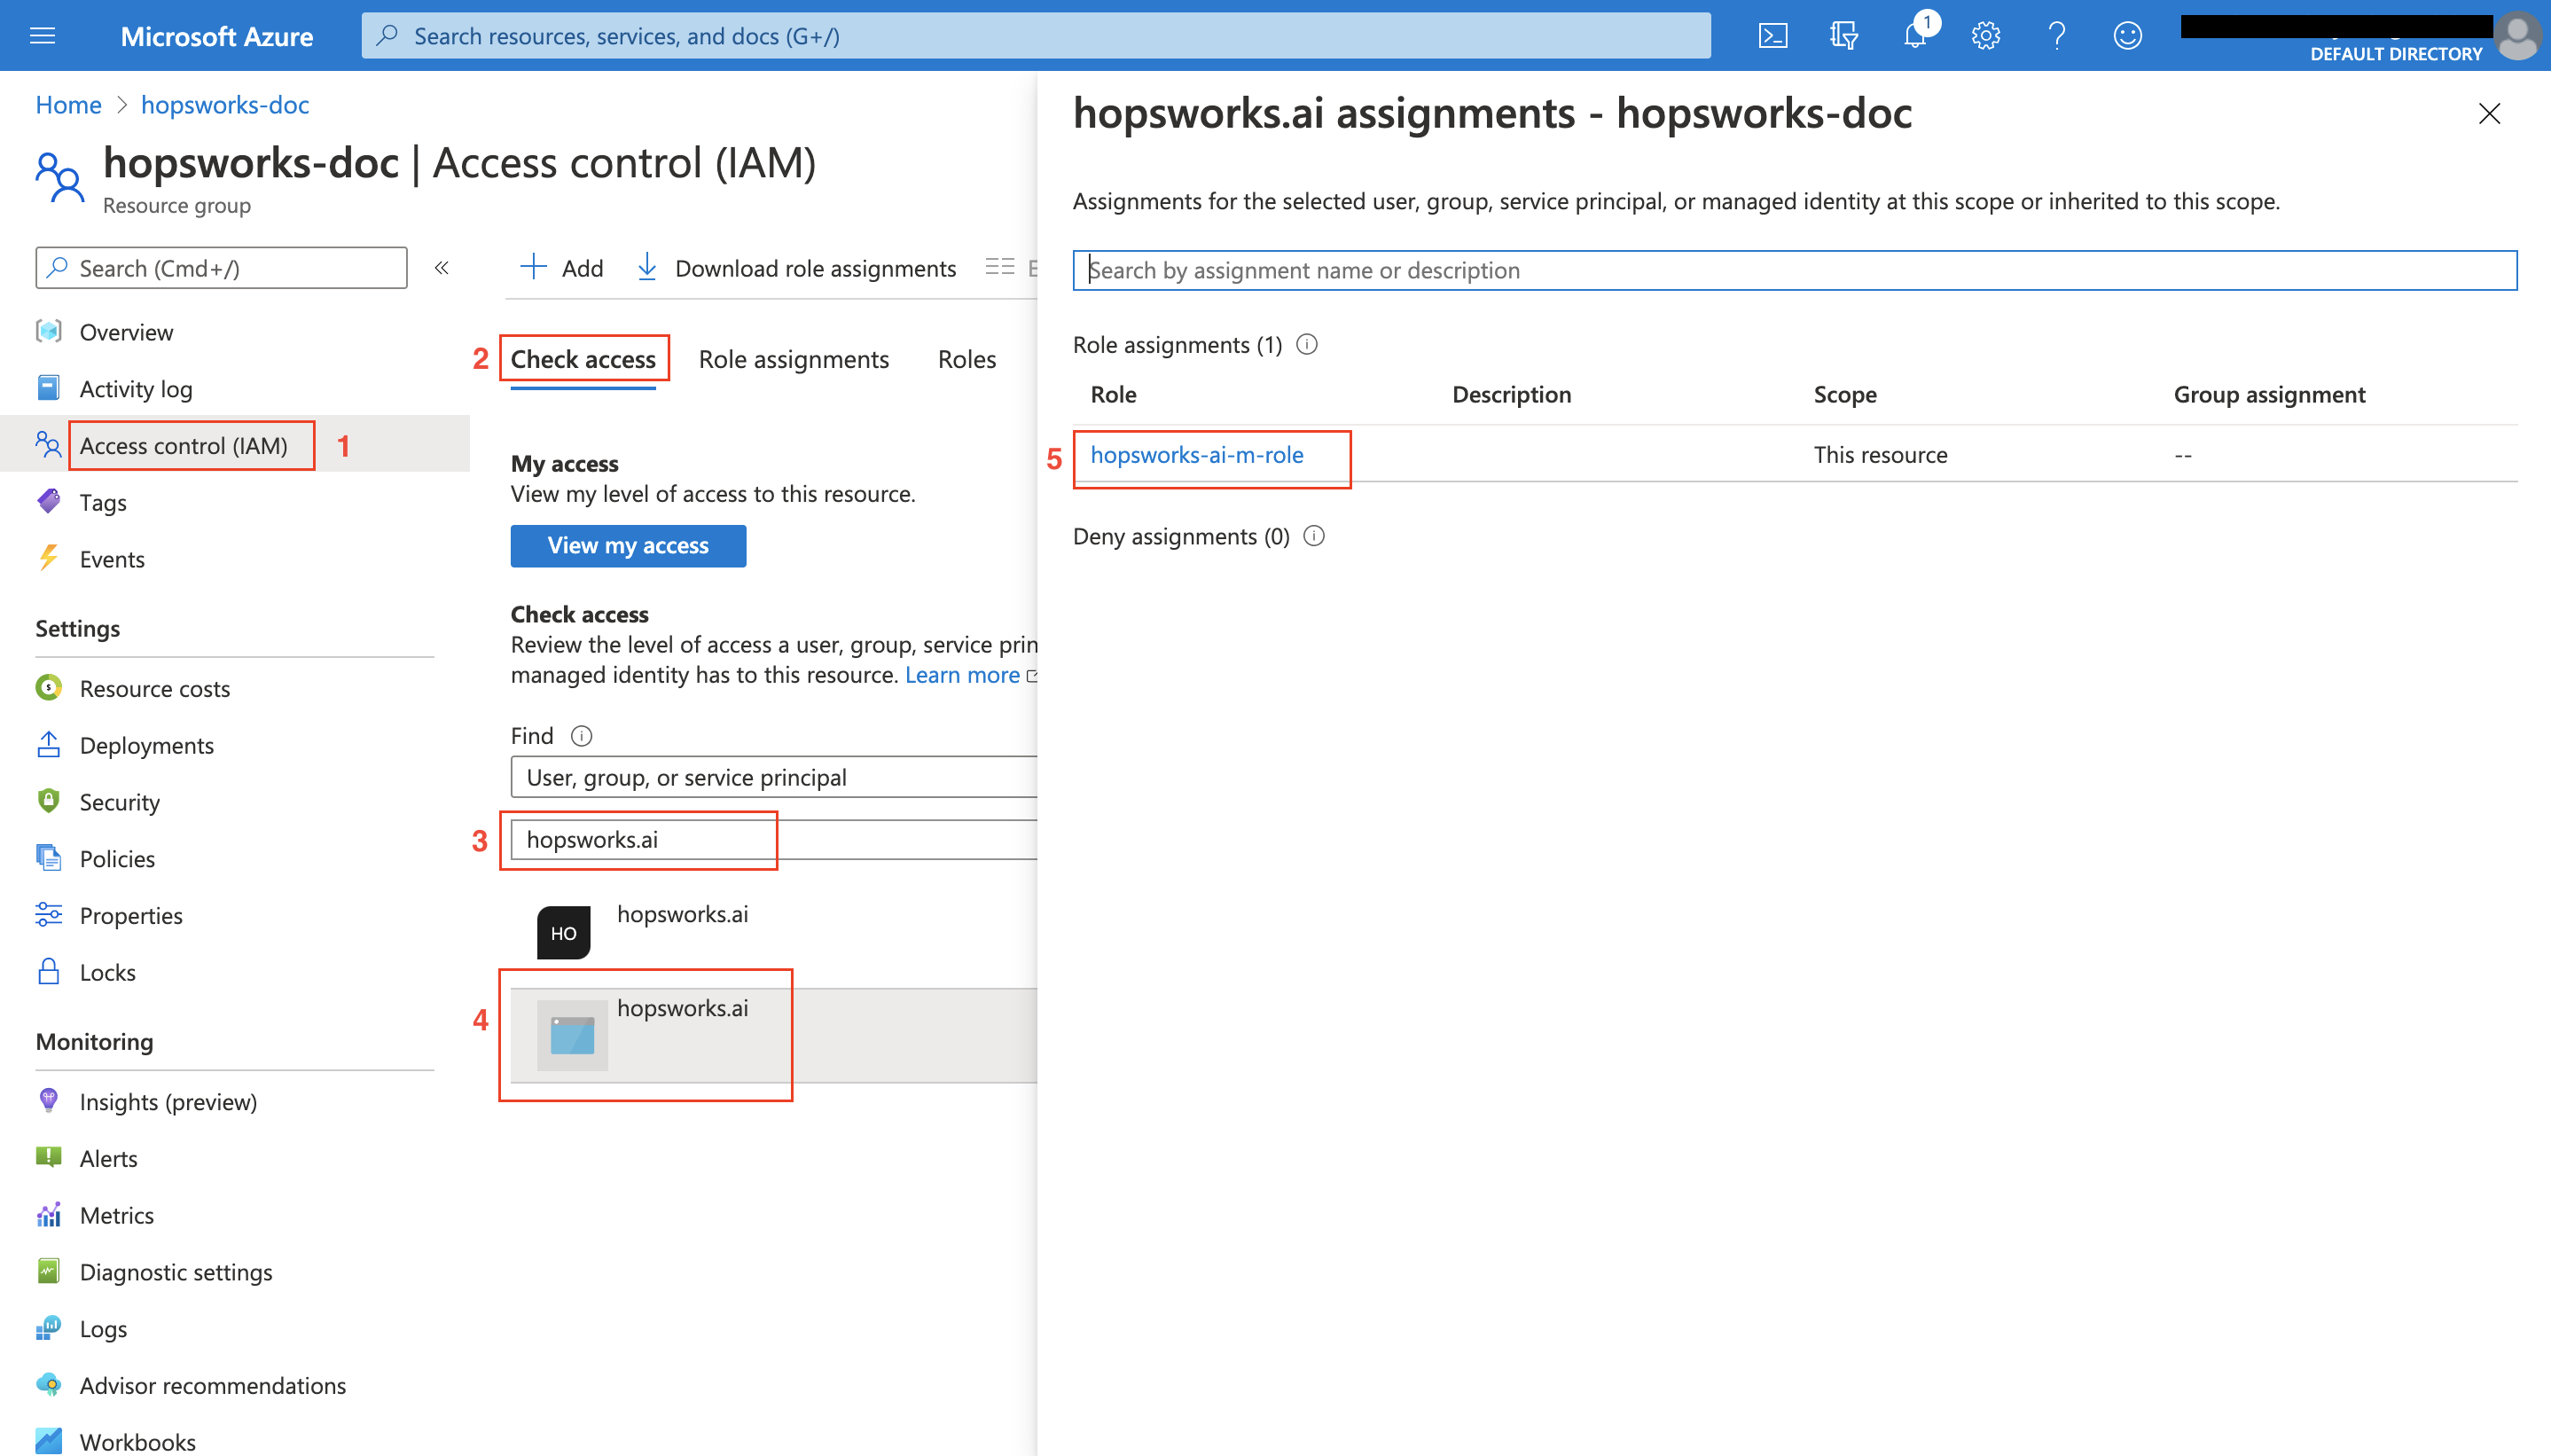 Microsoft Azure
Search resources, services, and docs (G+/)
1
DEFAULT DIRECTORY
Home > hopsworks-doc
hopsworks-doc | Access control (IAM)
Resource group
Search (Cmd+/)
«
Overview
Activity log
Access control (IAM) 1
Tags
Events
Settings
Resource costs
Deployments
Security
Policies
Properties
Locks
Monitoring
Insights (preview)
Alerts
Metrics
Diagnostic settings
Logs
Advisor recommendations
Workbooks
Add
Download role assignments
2 Check access Role assignments Roles
My access
View my level of access to this resource.
View my access
Check access
Review the level of access a user, group, service prin
managed identity has to this resource. Learn more
Find
User, group, or service principal
3 hopsworks.ai
HO hopsworks.ai
4 hopsworks.ai
hopsworks.ai assignments - hopsworks-doc
Assignments for the selected user, group, service principal, or managed identity at this scope or inherited to this scope.
Search by assignment name or description
Role assignments (1)
Role Description Scope Group assignment
5 hopsworks-ai-m-role This resource --
Deny assignments (0)